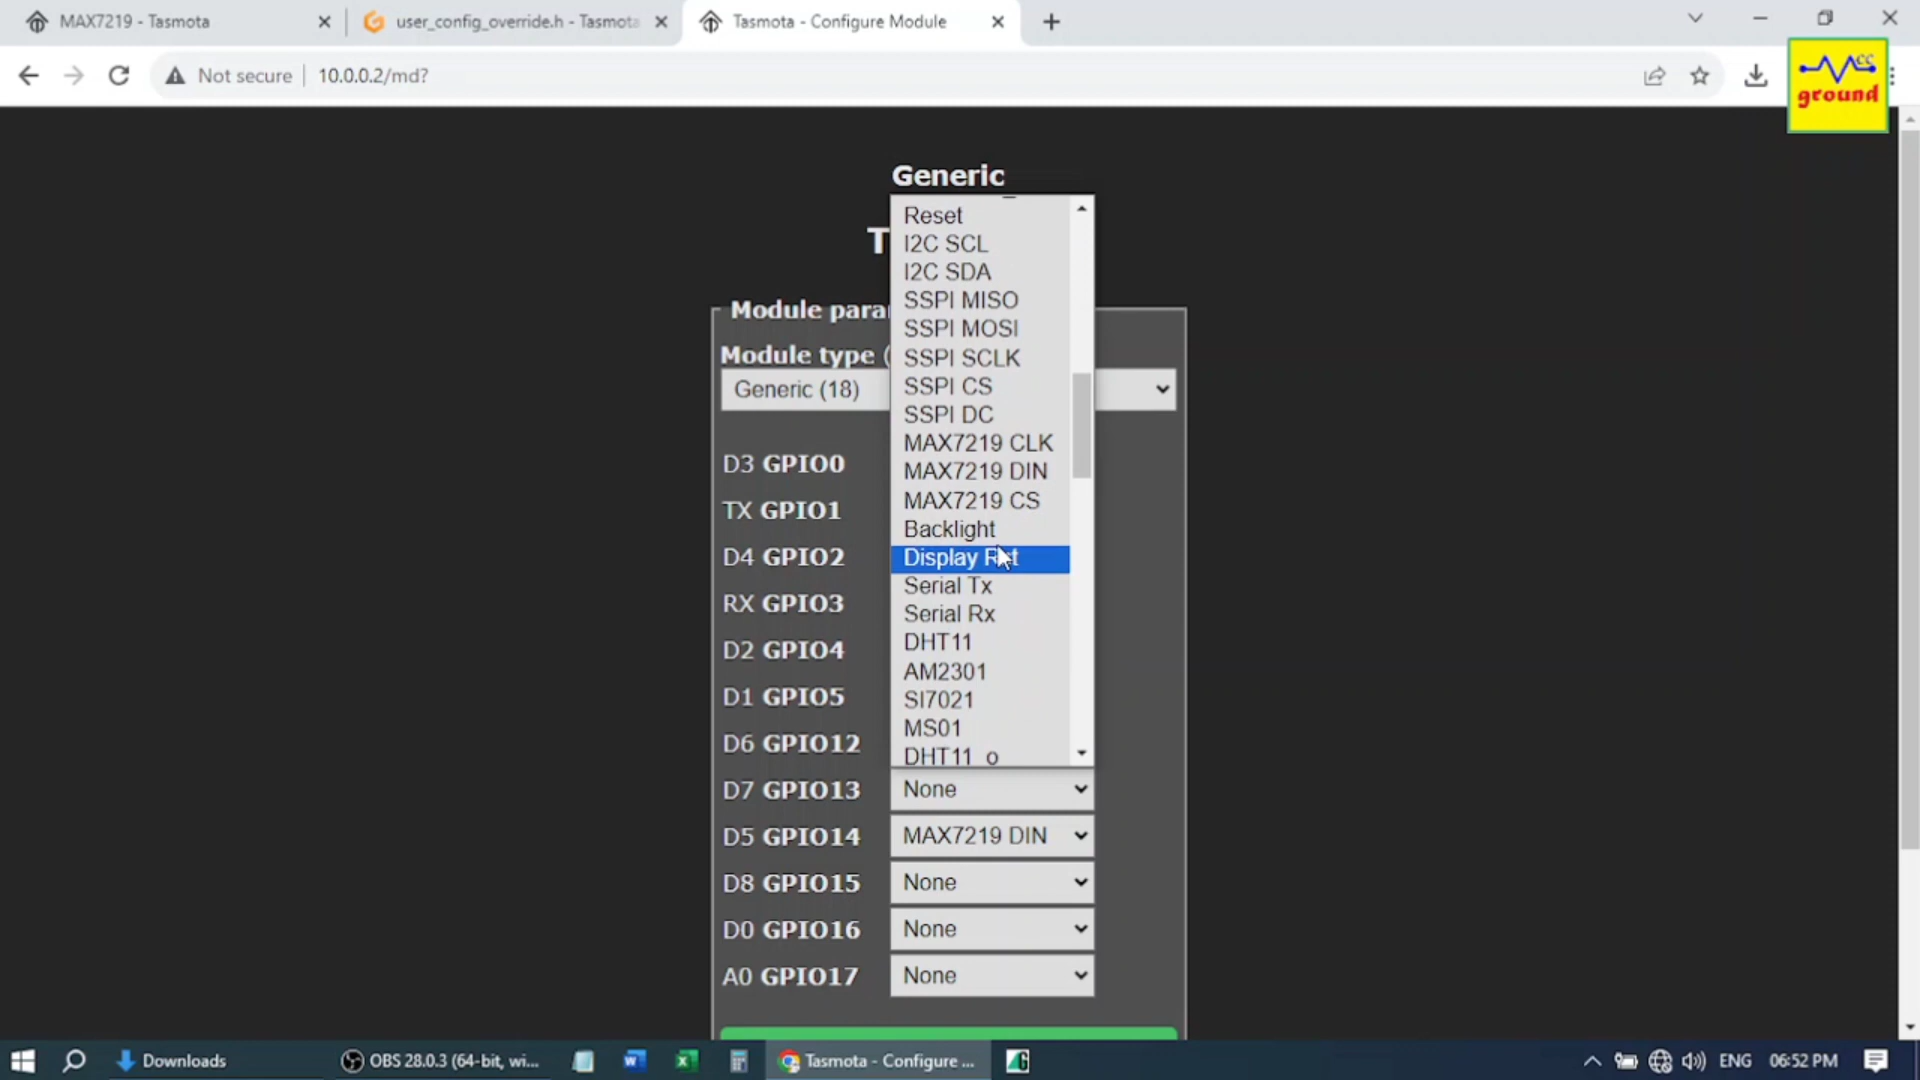 MAX7219 - Tasmota
user_config_override.h - Tasmota
Tasmota - Configure Module
Not secure
10.0.0.2/md?
CC
ground
Generic
T
Module para
Module type (
Generic (18)
Reset
I2C SCL
I2C SDA
SSPI MISO
SSPI MOSI
SSPI SCLK
SSPI CS
SSPI DC
MAX7219 CLK
MAX7219 DIN
MAX7219 CS
Backlight
Display
Serial Tx
Serial Rx
DHT11
AM2301
SI7021
MS01
DHT11_o
D3 GPIO0
TX GPIO1
D4 GPIO2
RX GPIO3
D2 GPIO4
D1 GPIO5
D6 GPIO12
D7 GPIO13 None
D5 GPIO14 MAX7219 DIN
D8 GPIO15 None
D0 GPIO16 None
A0 GPIO17 None
Downloads
OBS 28.0.3 (64-bit, wi...
Tasmota - Configure ...
ENG
06:52 PM